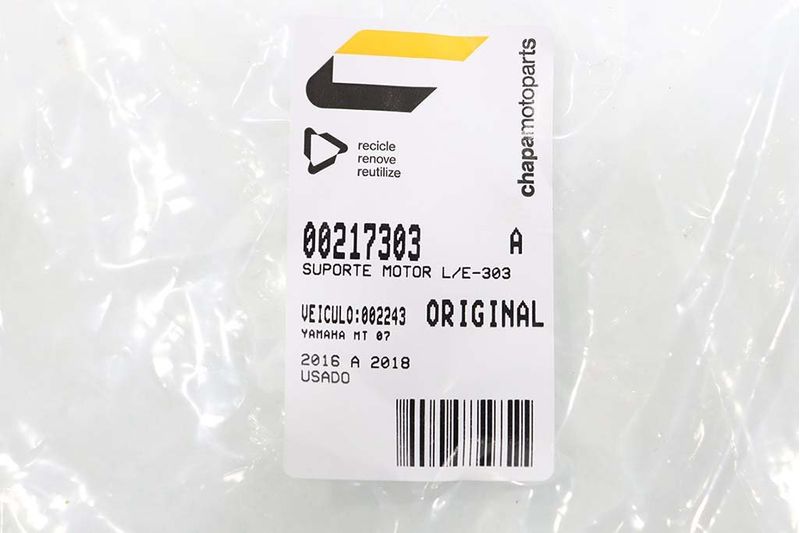 chapamotoparts
recicle
renove
reutilize
00217303 A
SUPORTE MOTOR L/E-303
VEICULO:002243 ORIGINAL
YAMAHA MT 07
2016 A 2018
USADO